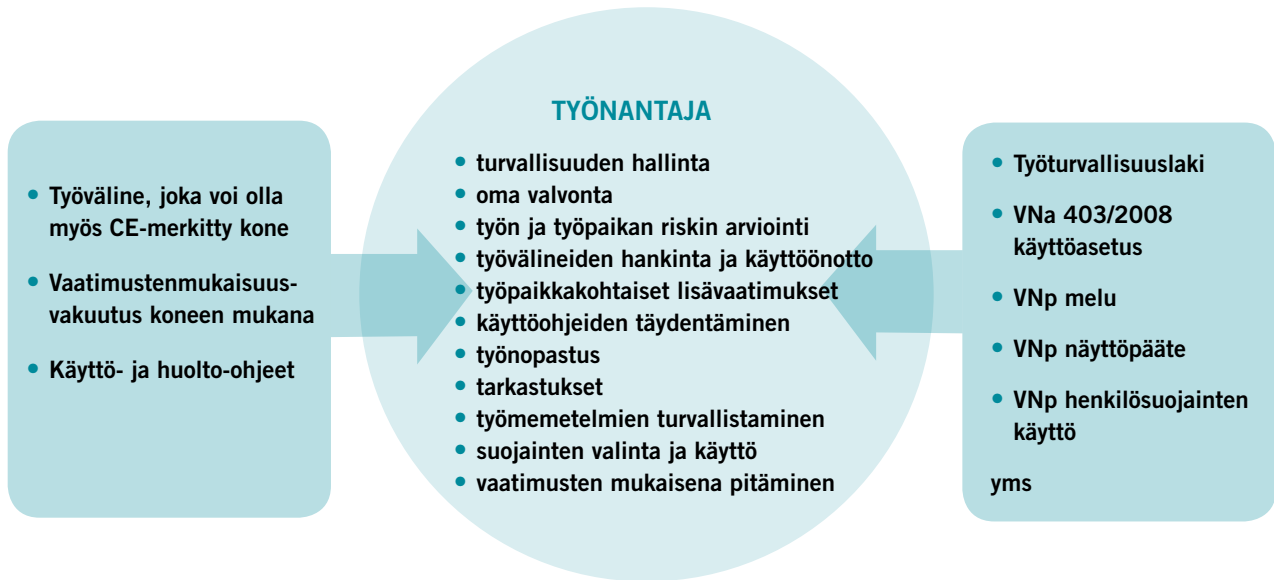 • Työväline, joka voi olla
myös CE-merkitty kone
• Vaatimustenmukaisuus-
vakuutus koneen mukana
• Käyttö- ja huolto-ohjeet
TYÖNANTAJA
• turvallisuuden hallinta
• oma valvonta
• työn ja työpaikan riskin arviointi
• työvälineiden hankinta ja käyttöönotto
• työpaikkakohtaiset lisävaatimukset
• käyttöohjeiden täydentäminen
• työnopastus
• tarkastukset
• työmemetelmien turvallistaminen
• suojainten valinta ja käyttö
• vaatimusten mukaisena pitäminen
• Työturvallisuuslaki
• VNa 403/2008
käyttöasetus
• VNp melu
• VNp näyttöpääte
• VNp henkilösuojainten
käyttö
yms